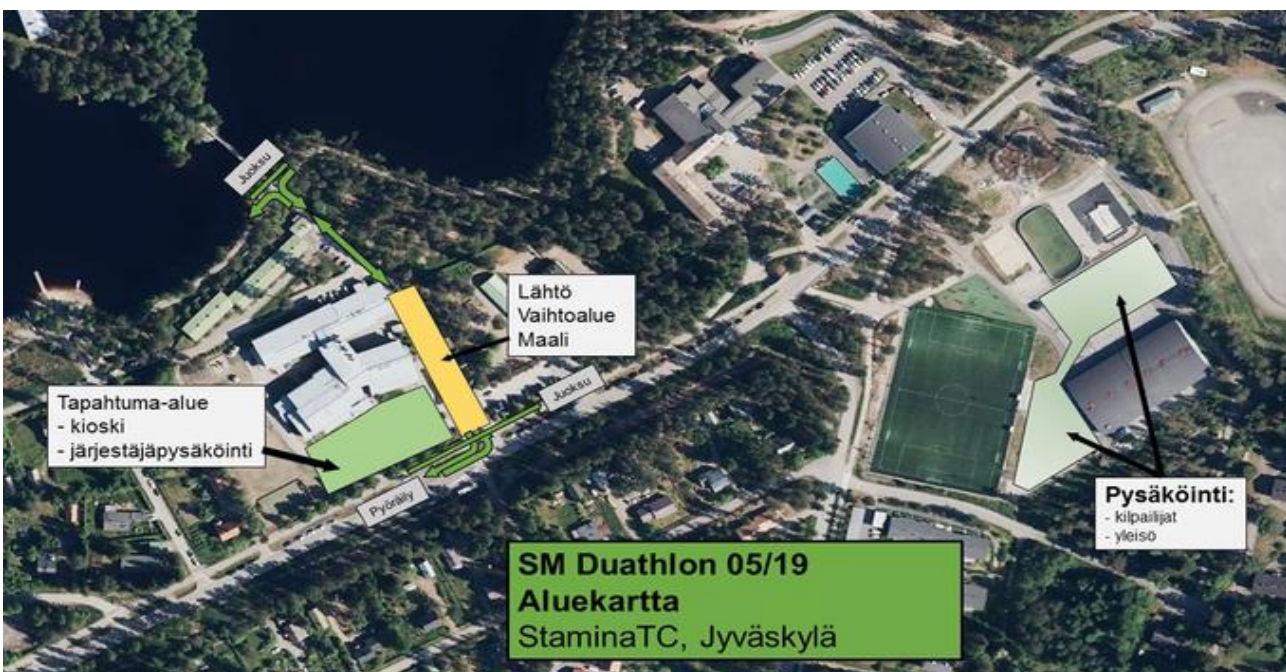 Juoksu
Lähtö
Vaihtoalue
Maali
Juoksu
Tapahtuma-alue
- kioski
- järjestäjäpysäköinti
Pyöräily
Pysäköinti:
- kilpailijat
- yleisö
SM Duathlon 05/19
Aluekartta
StaminaTC, Jyväskylä